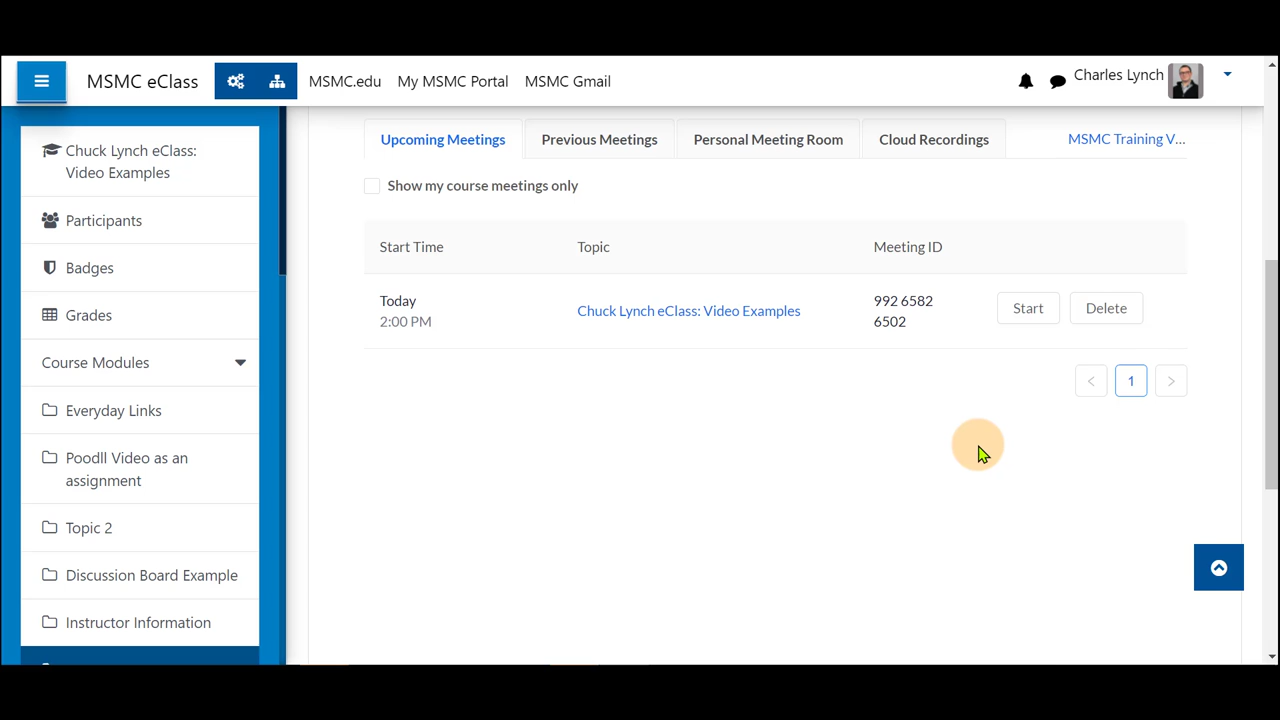 MSMC eClass
MSMC.edu
My MSMC Portal
MSMC Gmail
Charles Lynch
Chuck Lynch eClass:
Video Examples
Participants
Badges
Grades
Course Modules
Everyday Links
Poodll Video as an
assignment
Topic 2
Discussion Board Example
Instructor Information
Upcoming Meetings
Previous Meetings
Personal Meeting Room
Cloud Recordings
MSMC Training V...
Show my course meetings only
Start Time
Topic
Meeting ID
Today
2:00 PM
Chuck Lynch eClass: Video Examples
992 6582
6502
Start
Delete
< 1 >